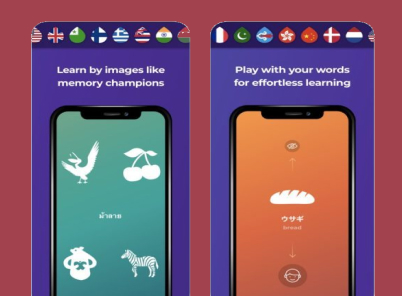 Learn by images like
memory champions
ม้าลาย
Play with your words
for effortless learning
ウサギ
bread